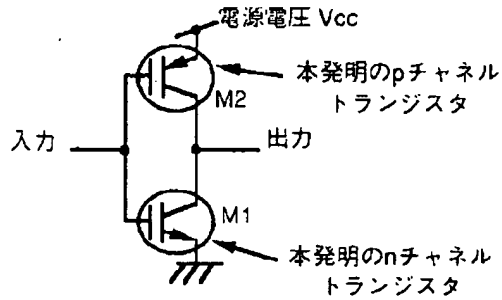 電源電圧 Vcc
本発明のpチャネル
トランジスタ
M2
入力
出力
M1
本発明のnチャネル
トランジスタ